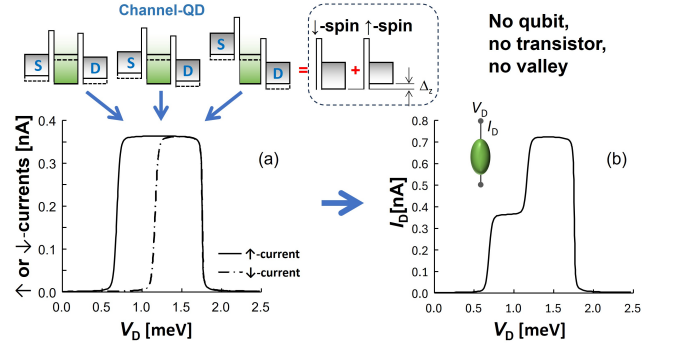 Channel-QD
S
D
S
D
S
D
=
↓-spin ↑-spin
+
Δz
No qubit,
no transistor,
no valley
↑ or ↓-currents [nA]
0.4
0.3
0.2
0.1
0.0
(a)
↑-current
↓-current
0.0 0.5 1.0 1.5 2.0 2.5
VD [meV]
ID[nA]
0.8
0.7
0.6
0.5
0.4
0.3
0.2
0.1
0.0
VD
ID
(b)
0.0 0.5 1.0 1.5 2.0 2.5
VD [meV]